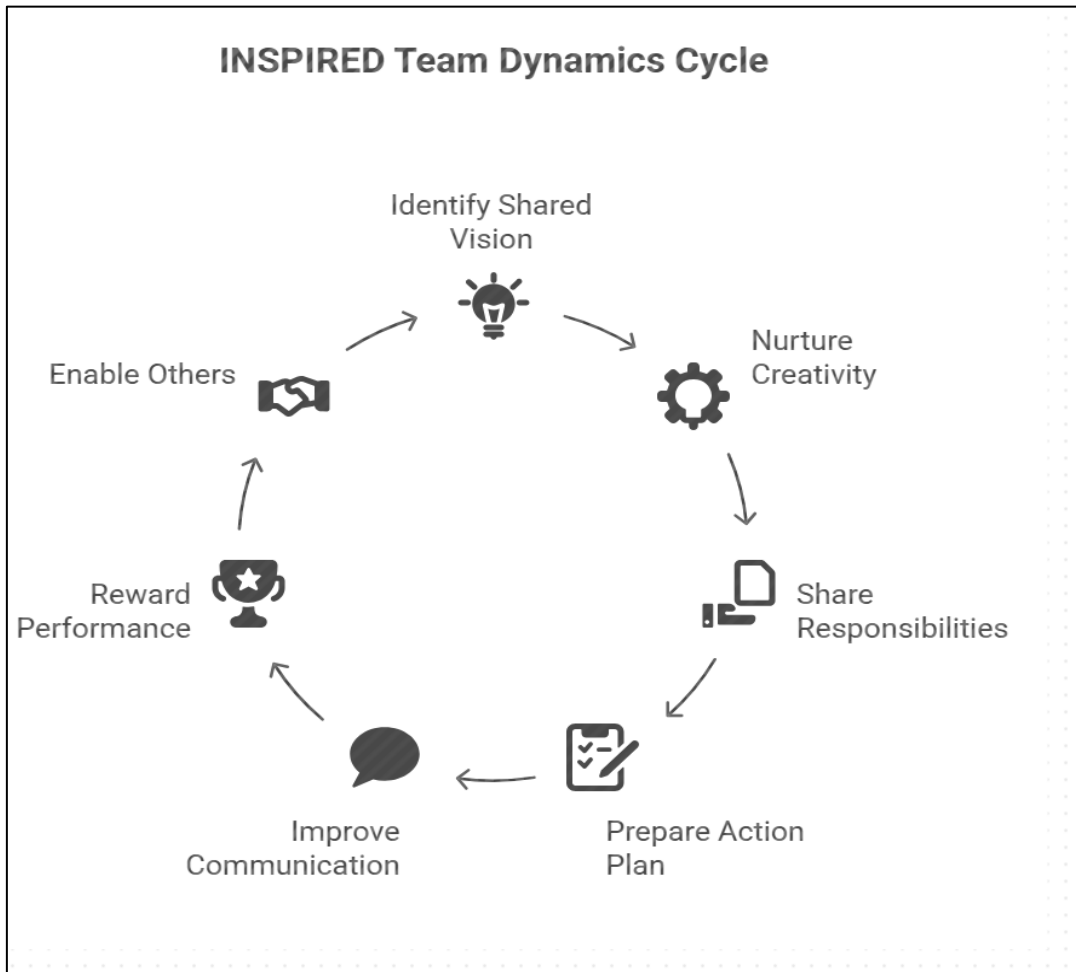 INSPIRED Team Dynamics Cycle
Identify Shared
Vision
Nurture
Creativity
Share
Responsibilities
Prepare Action
Plan
Improve
Communication
Reward
Performance
Enable Others